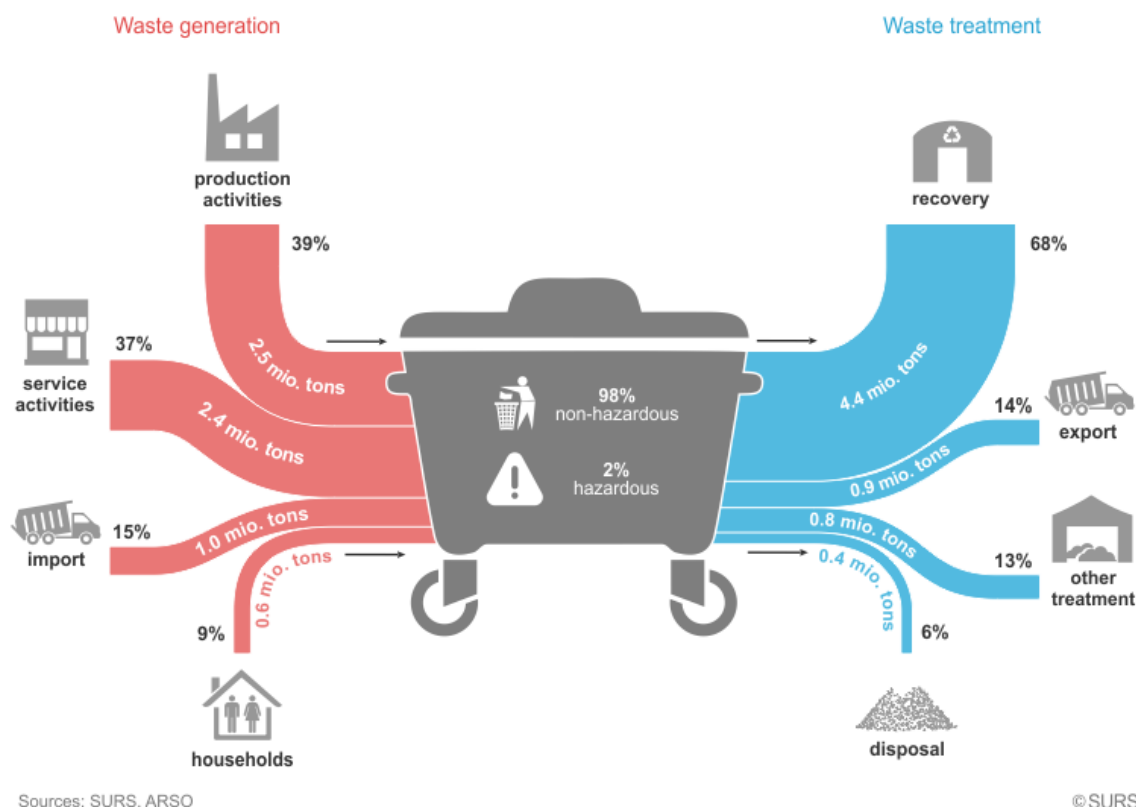 Waste generation
Waste treatment
production
activities
39%
2.5 mio. tons
service
activities
37%
2.4 mio. tons
import
15%
1.0 mio. tons
households
9%
0.6 mio. tons
98%
non-hazardous
2%
hazardous
recovery
68%
4.4 mio. tons
14%
export
0.9 mio. tons
0.8 mio. tons
13%
other
treatment
0.4 mio. tons
6%
disposal
Sources: SURS, ARSO
©SURS